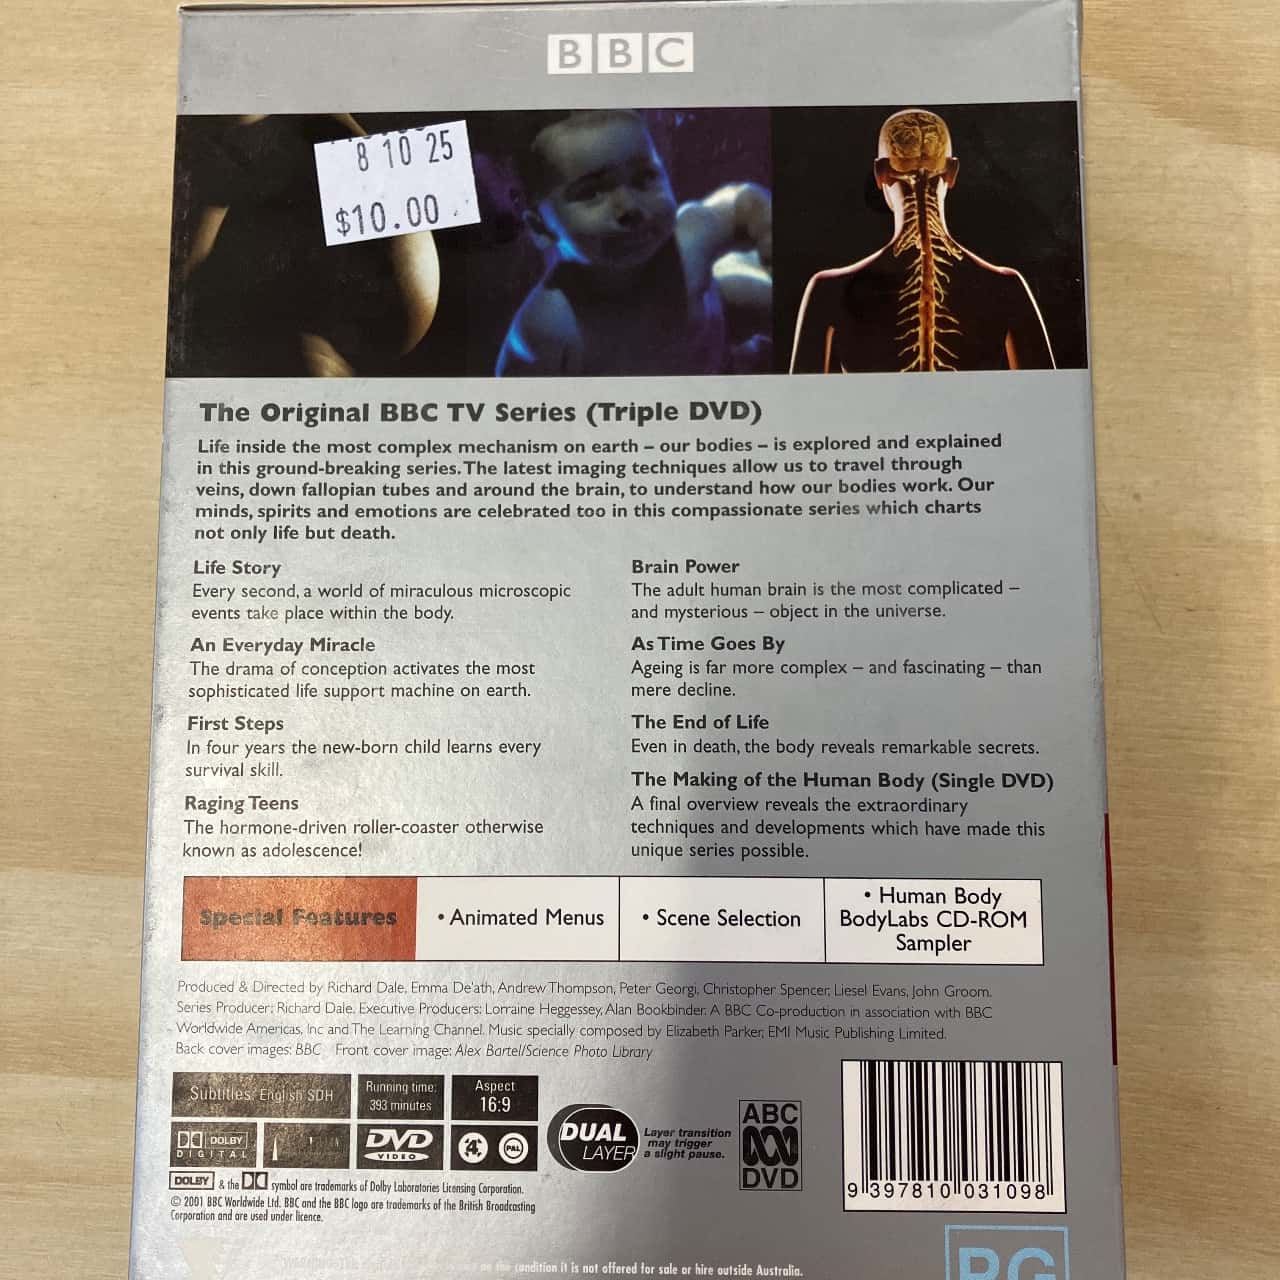 BBC
8 10 25
$10.00
The Original BBC TV Series (Triple DVD)
Life inside the most complex mechanism on earth – our bodies – is explored and explained
in this ground-breaking series. The latest imaging techniques allow us to travel through
veins, down fallopian tubes and around the brain, to understand how our bodies work. Our
minds, spirits and emotions are celebrated too in this compassionate series which charts
not only life but death.
Life Story
Every second, a world of miraculous microscopic
events take place within the body.
An Everyday Miracle
The drama of conception activates the most
sophisticated life support machine on earth.
First Steps
In four years the new-born child learns every
survival skill.
Raging Teens
The hormone-driven roller-coaster otherwise
known as adolescence!
Brain Power
The adult human brain is the most complicated –
and mysterious – object in the universe.
As Time Goes By
Ageing is far more complex – and fascinating – than
mere decline.
The End of Life
Even in death, the body reveals remarkable secrets.
The Making of the Human Body (Single DVD)
A final overview reveals the extraordinary
techniques and developments which have made this
unique series possible.
Special Features
• Animated Menus
• Scene Selection
• Human Body
BodyLabs CD-ROM
Sampler
Produced & Directed by Richard Dale, Emma De'ath, Andrew Thompson, Peter Georgi, Christopher Spencer, Liesel Evans, John Groom.
Series Producer: Richard Dale. Executive Producers: Lorraine Heggessey, Alan Bookbinder. A BBC Co-production in association with BBC
Worldwide Americas, Inc and The Learning Channel. Music specially composed by Elizabeth Parker, EMI Music Publishing Limited.
Back cover images: BBC Front cover image: Alex Bartel/Science Photo Library
Subtitles: English SDH
Running time:
393 minutes
Aspect
16:9
DOLBY
DIGITAL
DVD
VIDEO
4
PAL
DUAL
LAYER
Layer transition
may trigger
a slight pause.
ABC
DVD
9 397810 031098
DOLBY & the symbol are trademarks of Dolby Laboratories Licensing Corporation.
© 2001 BBC Worldwide Ltd. BBC and the BBC logo are trademarks of the British Broadcasting
Corporation and are used under licence.
the condition it is not offered for sale or hire outside Australia.
PG